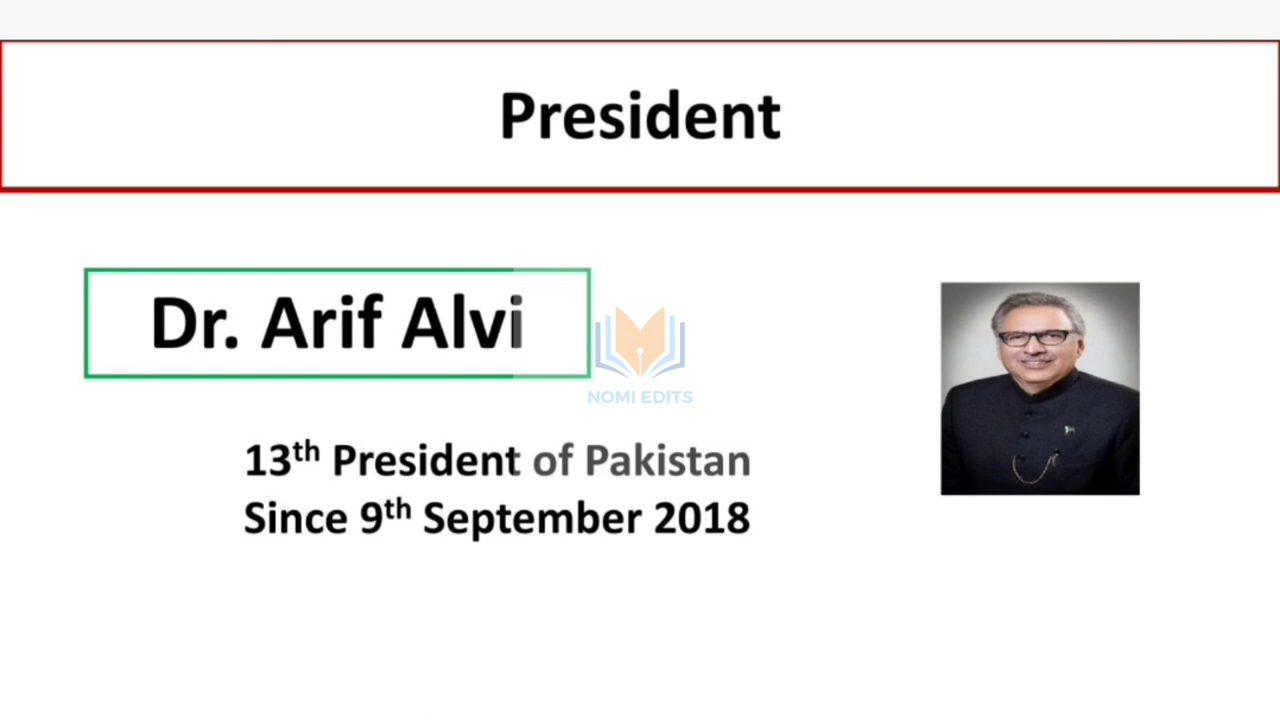 President
Dr. Arif Alvi
NOMI EDITS
13th President of Pakistan
Since 9th September 2018